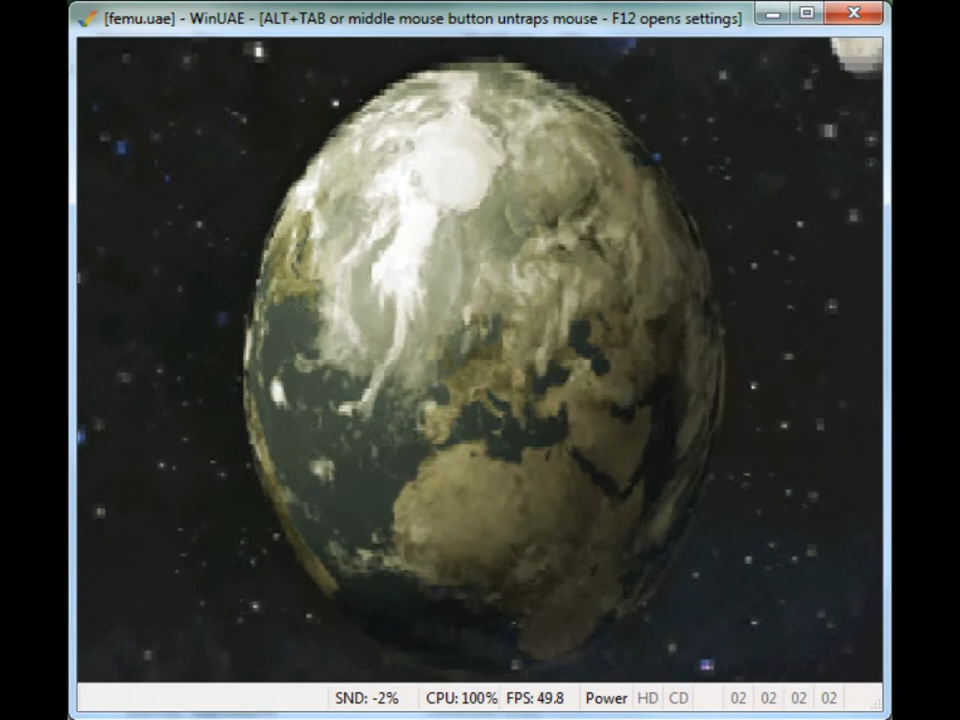 [femu.uae] - WinUAE - [ALT+TAB or middle mouse button untraps mouse - F12 opens settings]
SND: -2% CPU: 100% FPS: 49.8 Power HD CD 02 02 02 02